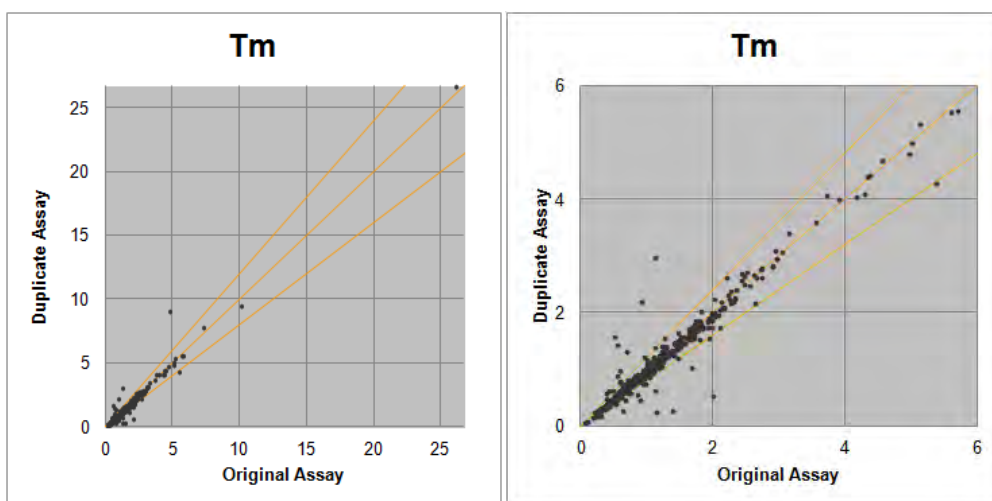 Tm
Duplicate Assay
25
20
15
10
5
0
0 5 10 15 20 25
Original Assay
Tm
Duplicate Assay
6
4
2
0
0 2 4 6
Original Assay